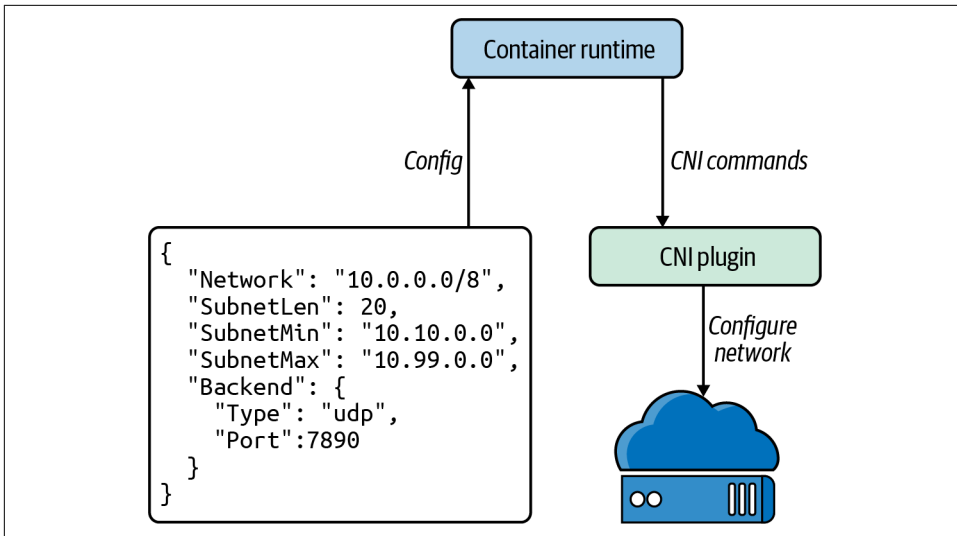 Container runtime
Config
CNI commands
{
  "Network": "10.0.0.0/8",
  "SubnetLen": 20,
  "SubnetMin": "10.10.0.0",
  "SubnetMax": "10.99.0.0",
  "Backend": {
    "Type": "udp",
    "Port":7890
  }
}
CNI plugin
Configure
network